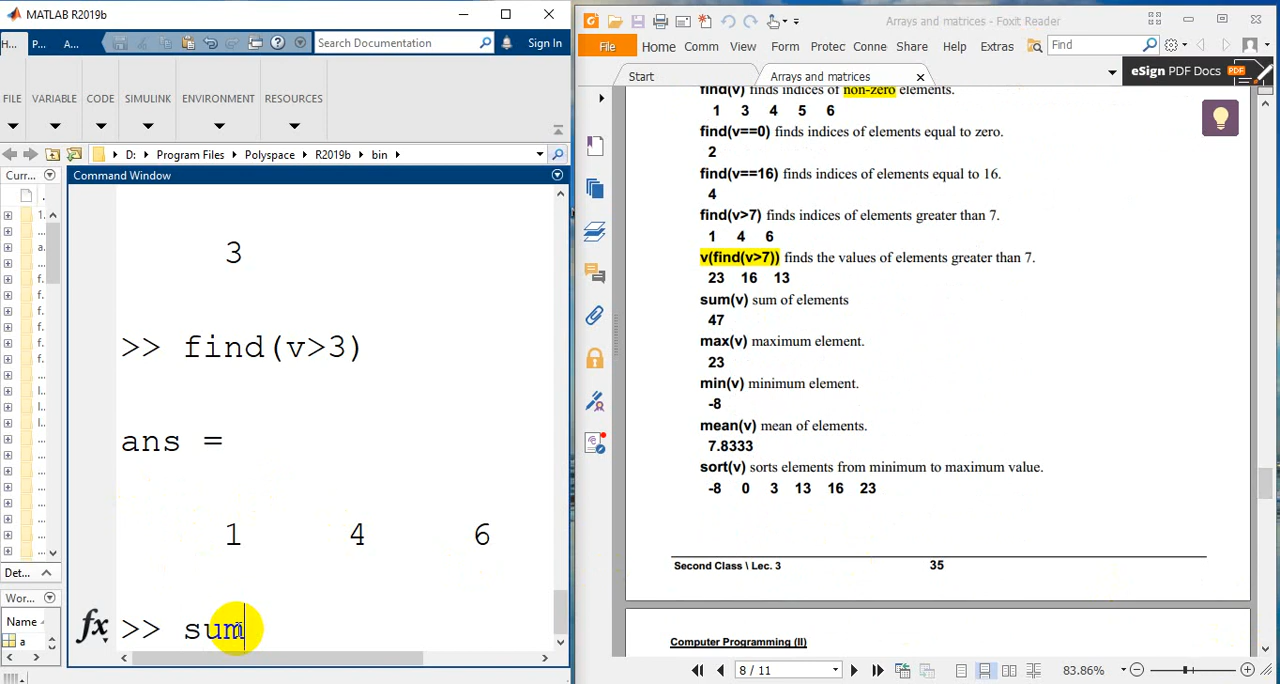 MATLAB R2019b
H...
P...
A...
Search Documentation
Sign In
FILE
VARIABLE
CODE
SIMULINK
ENVIRONMENT
RESOURCES
D:
Program Files
Polyspace
R2019b
bin
Curr...
Command Window
1.
a.
f.
f.
f.
f.
f.
f.
f.
l.
l.
Det...
Wor...
Name
a
3
>> find(v>3)
ans =
1 4 6
fx >> sum
Arrays and matrices - Foxit Reader
File
Home
Comm
View
Form
Protec
Conne
Share
Help
Extras
Find
Start
Arrays and matrices
eSign PDF Docs
PDF
find(v) finds indices of non-zero elements.
1 3 4 5 6
find(v==0) finds indices of elements equal to zero.
2
find(v==16) finds indices of elements equal to 16.
4
find(v>7) finds indices of elements greater than 7.
1 4 6
v(find(v>7)) finds the values of elements greater than 7.
23 16 13
sum(v) sum of elements
47
max(v) maximum element.
23
min(v) minimum element.
-8
mean(v) mean of elements.
7.8333
sort(v) sorts elements from minimum to maximum value.
-8 0 3 13 16 23
Second Class \ Lec. 3
35
Computer Programming (II)
8 / 11
83.86%